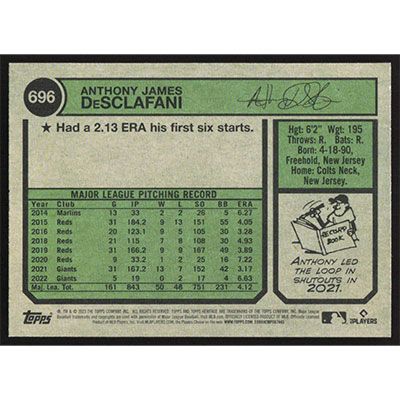 696
ANTHONY JAMES
DeSCLAFANI
★ Had a 2.13 ERA his first six starts.
Hgt: 6'2" Wgt: 195
Throws: R. Bats: R.
Born: 4-18-90,
Freehold, New Jersey
Home: Colts Neck,
New Jersey.
MAJOR LEAGUE PITCHING RECORD
Year Club G IP W L SO BB ERA
2014 Marlins 13 33 2 2 26 5 6.27
2015 Reds 31 184.2 9 13 151 55 4.05
2016 Reds 20 123.1 9 5 105 30 3.28
2018 Reds 21 115 7 8 108 30 4.93
2019 Reds 31 166.2 9 9 167 49 3.89
2020 Reds 9 33.2 1 2 25 16 7.22
2021 Giants 31 167.2 13 7 152 42 3.17
2022 Giants 5 19 0 2 17 4 6.63
Maj. Lea. Tot. 161 843 50 48 751 231 4.20
RECORD
BOOK
ANTHONY LED
THE LOOP IN
SHUTOUTS IN
2021.
TOPPS
PLAYERS